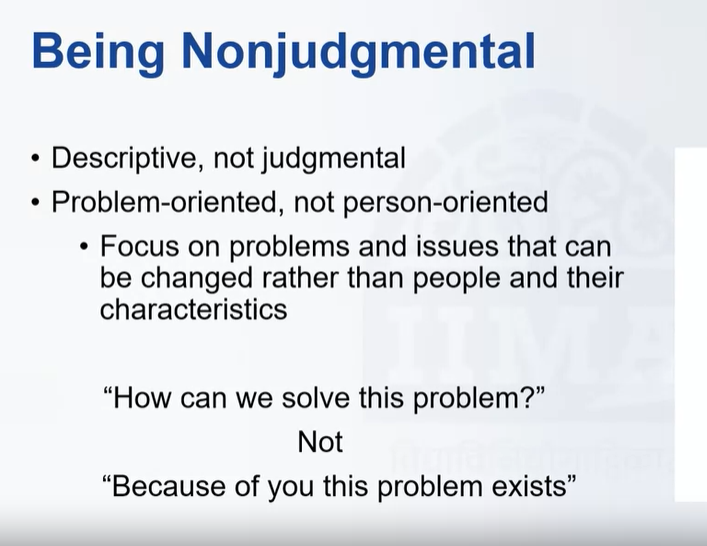 Being Nonjudgmental
• Descriptive, not judgmental
• Problem-oriented, not person-oriented
• Focus on problems and issues that can
be changed rather than people and their
characteristics
IIMA
“How can we solve this problem?”
Not
“Because of you this problem exists”